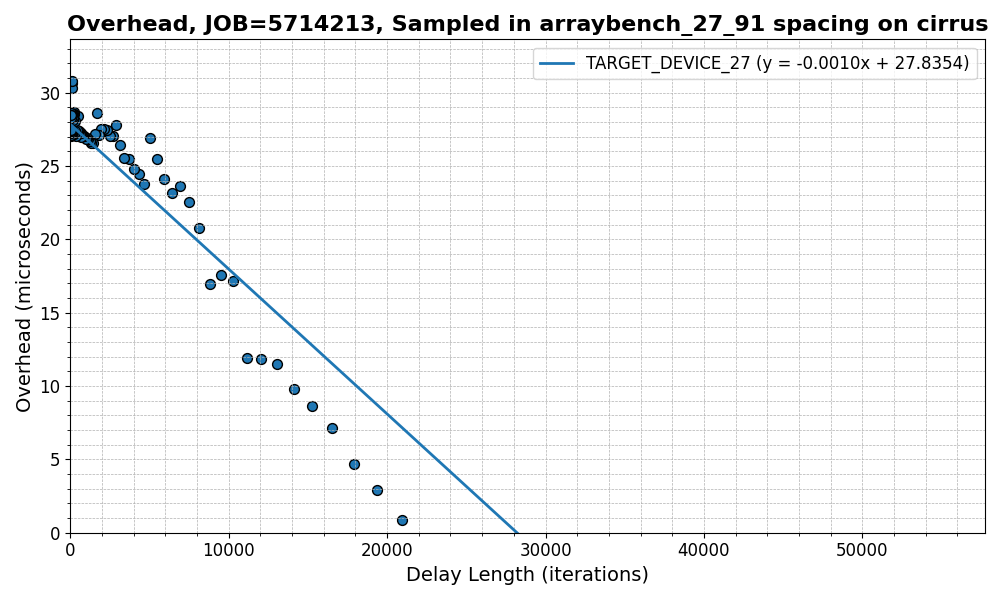 Overhead, JOB=5714213, Sampled in arraybench_27_91 spacing on cirrus
TARGET_DEVICE_27 (y = -0.0010x + 27.8354)
Overhead (microseconds)
30
25
20
15
10
5
0
0 10000 20000 30000 40000 50000
Delay Length (iterations)